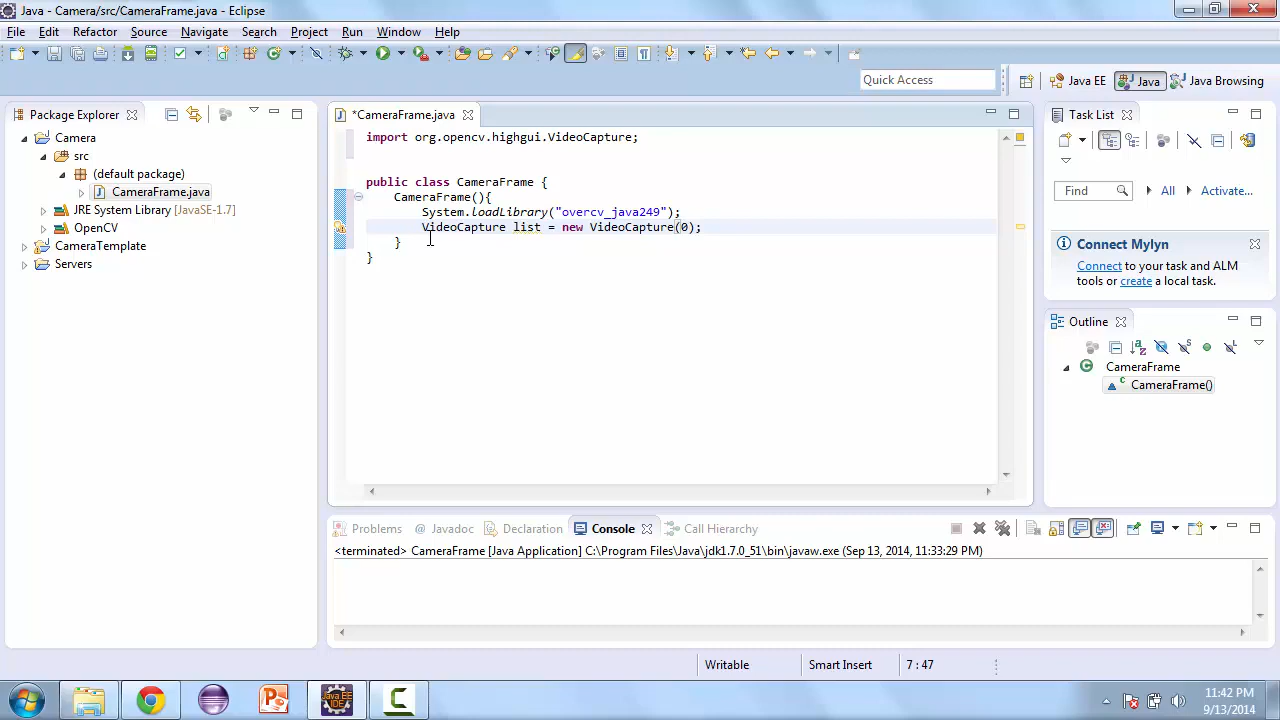 Java - Camera/src/CameraFrame.java - Eclipse
File Edit Refactor Source Navigate Search Project Run Window Help
Quick Access
Java EE
Java
Java Browsing
Package Explorer
*CameraFrame.java
Task List
Camera
src
(default package)
CameraFrame.java
JRE System Library [JavaSE-1.7]
OpenCV
CameraTemplate
Servers
import org.opencv.highgui.VideoCapture;
public class CameraFrame {
CameraFrame(){
System.loadLibrary("overcv_java249");
VideoCapture list = new VideoCapture(0);
}
}
Find
All
Activate...
Connect Mylyn
Connect to your task and ALM
tools or create a local task.
Outline
CameraFrame
CameraFrame()
Problems
@ Javadoc
Declaration
Console
Call Hierarchy
<terminated> CameraFrame [Java Application] C:\Program Files\Java\jdk1.7.0_51\bin\javaw.exe (Sep 13, 2014, 11:33:29 PM)
Writable
Smart Insert
7 : 47
Java EE
IDE
11:42 PM
9/13/2014